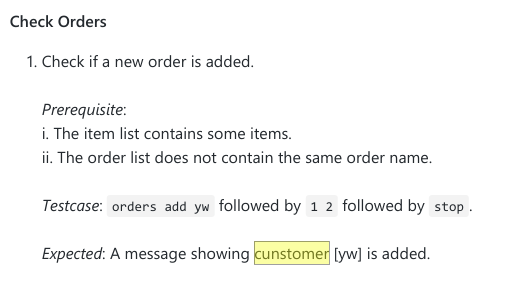 Check Orders
1. Check if a new order is added.
Prerequisite:
i. The item list contains some items.
ii. The order list does not contain the same order name.
Testcase: orders add yw followed by 1 2 followed by stop.
Expected: A message showing cunstomer [yw] is added.